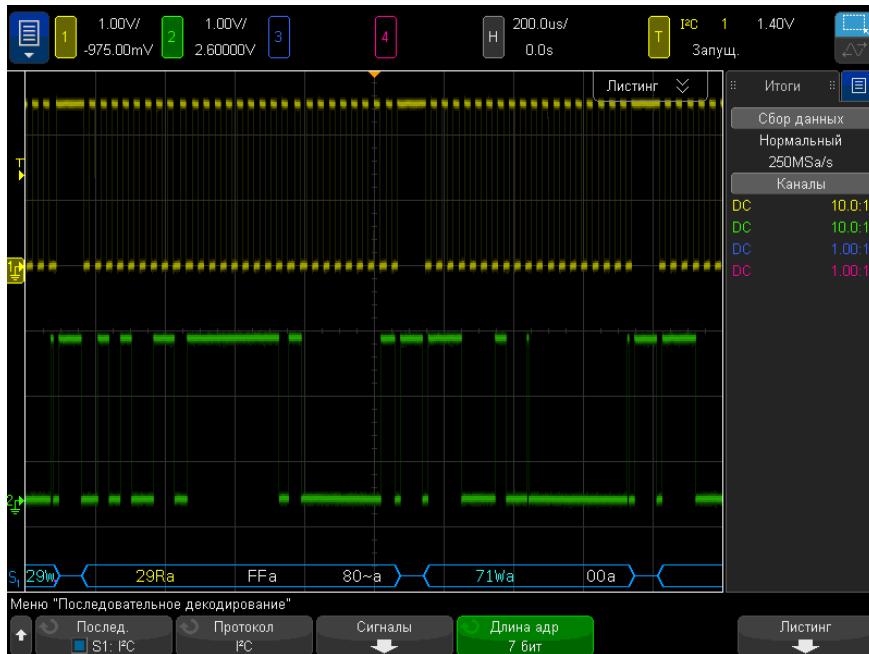 1 1.00V/ 2 1.00V/ 3 4 H 200.0us/ T I²C 1 1.40V
-975.00mV 2.60000V 0.0s Запущ.
Листинг
Итоги
Сбор данных
Нормальный
250MSa/s
Каналы
DC 10.0:1
DC 10.0:1
DC 1.00:1
DC 1.00:1
T
1
2
S1 29W 29Ra FFa 80~a 71Wa 00a
Меню "Последовательное декодирование"
Послед. Протокол Сигналы Длина адр Листинг
S1: I²C I²C 7 бит